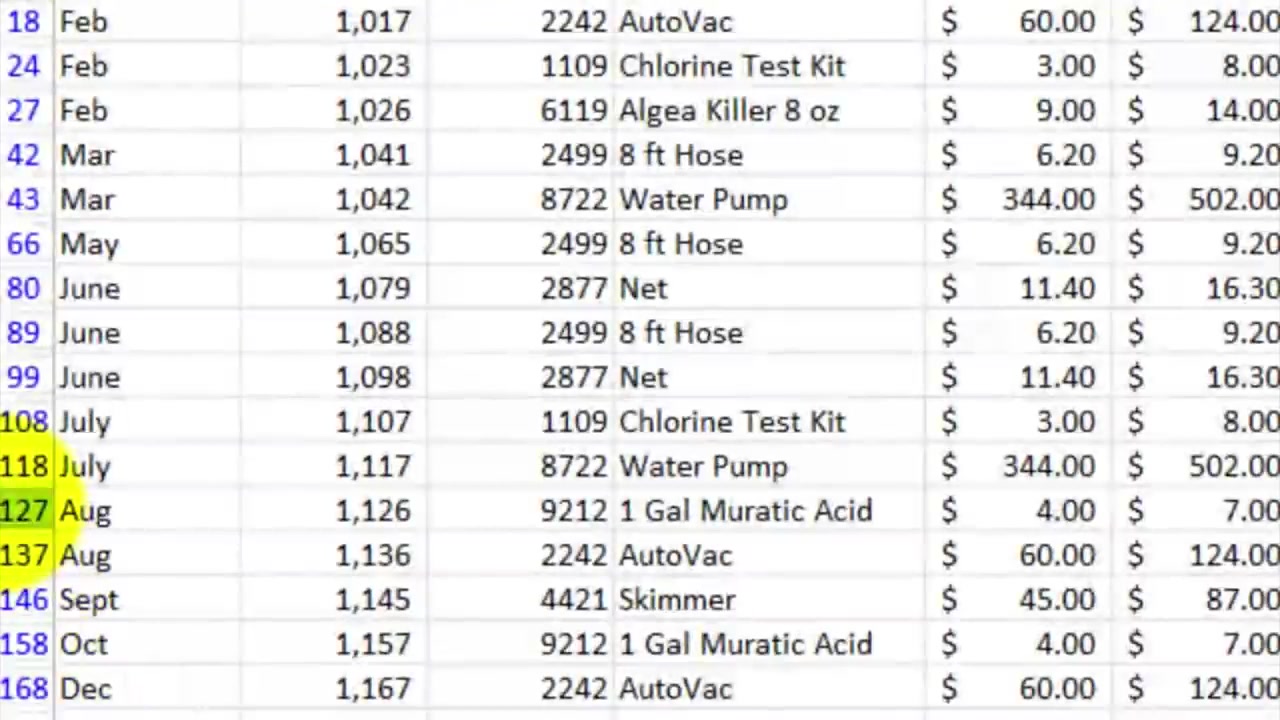 18 Feb 1,017 2242 AutoVac $ 60.00 $ 124.00
24 Feb 1,023 1109 Chlorine Test Kit $ 3.00 $ 8.00
27 Feb 1,026 6119 Algea Killer 8 oz $ 9.00 $ 14.00
42 Mar 1,041 2499 8 ft Hose $ 6.20 $ 9.20
43 Mar 1,042 8722 Water Pump $ 344.00 $ 502.00
66 May 1,065 2499 8 ft Hose $ 6.20 $ 9.20
80 June 1,079 2877 Net $ 11.40 $ 16.30
89 June 1,088 2499 8 ft Hose $ 6.20 $ 9.20
99 June 1,098 2877 Net $ 11.40 $ 16.30
108 July 1,107 1109 Chlorine Test Kit $ 3.00 $ 8.00
118 July 1,117 8722 Water Pump $ 344.00 $ 502.00
127 Aug 1,126 9212 1 Gal Muratic Acid $ 4.00 $ 7.00
137 Aug 1,136 2242 AutoVac $ 60.00 $ 124.00
146 Sept 1,145 4421 Skimmer $ 45.00 $ 87.00
158 Oct 1,157 9212 1 Gal Muratic Acid $ 4.00 $ 7.00
168 Dec 1,167 2242 AutoVac $ 60.00 $ 124.00